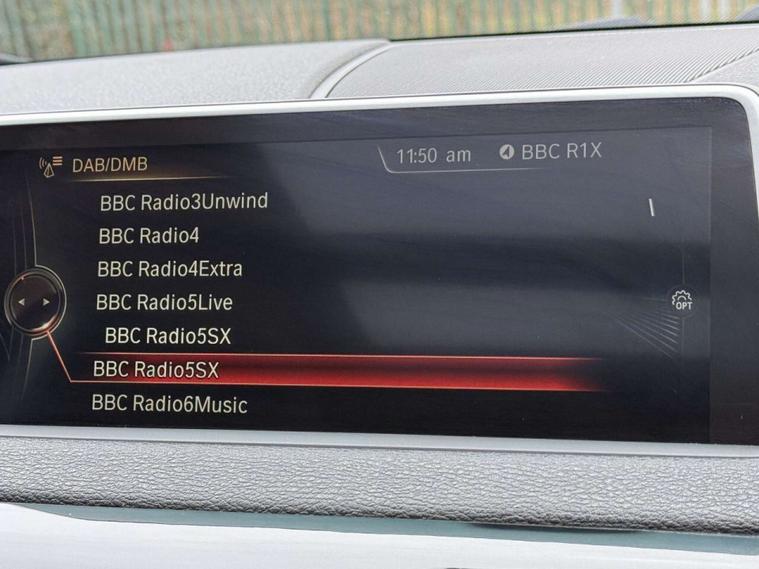 DAB/DMB
11:50 am
BBC R1X
BBC Radio3Unwind
BBC Radio4
BBC Radio4Extra
BBC Radio5Live
BBC Radio5SX
BBC Radio5SX
BBC Radio6Music
OPT